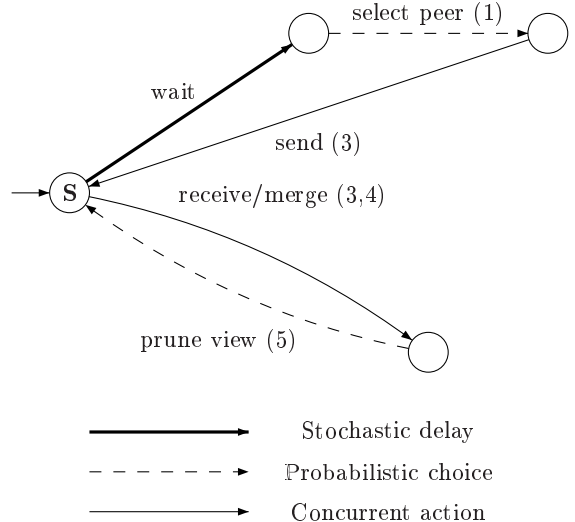 select peer (1)
wait
send (3)
S
receive/merge (3,4)
prune view (5)
Stochastic delay
Probabilistic choice
Concurrent action